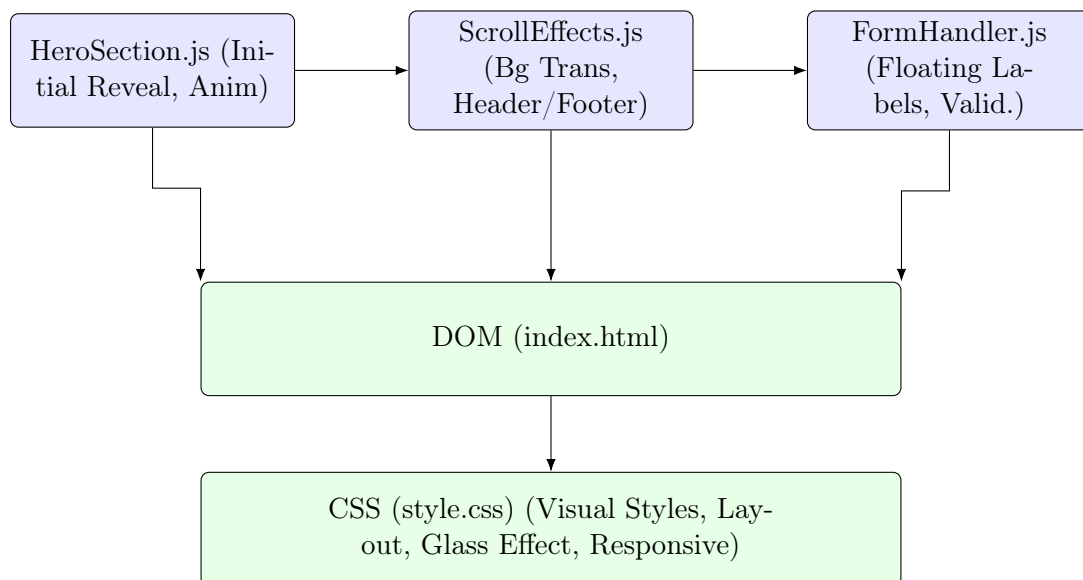 HeroSection.js (Ini-
tial Reveal, Anim)
ScrollEffects.js
(Bg Trans,
Header/Footer)
FormHandler.js
(Floating La-
bels, Valid.)
DOM (index.html)
CSS (style.css) (Visual Styles, Lay-
out, Glass Effect, Responsive)